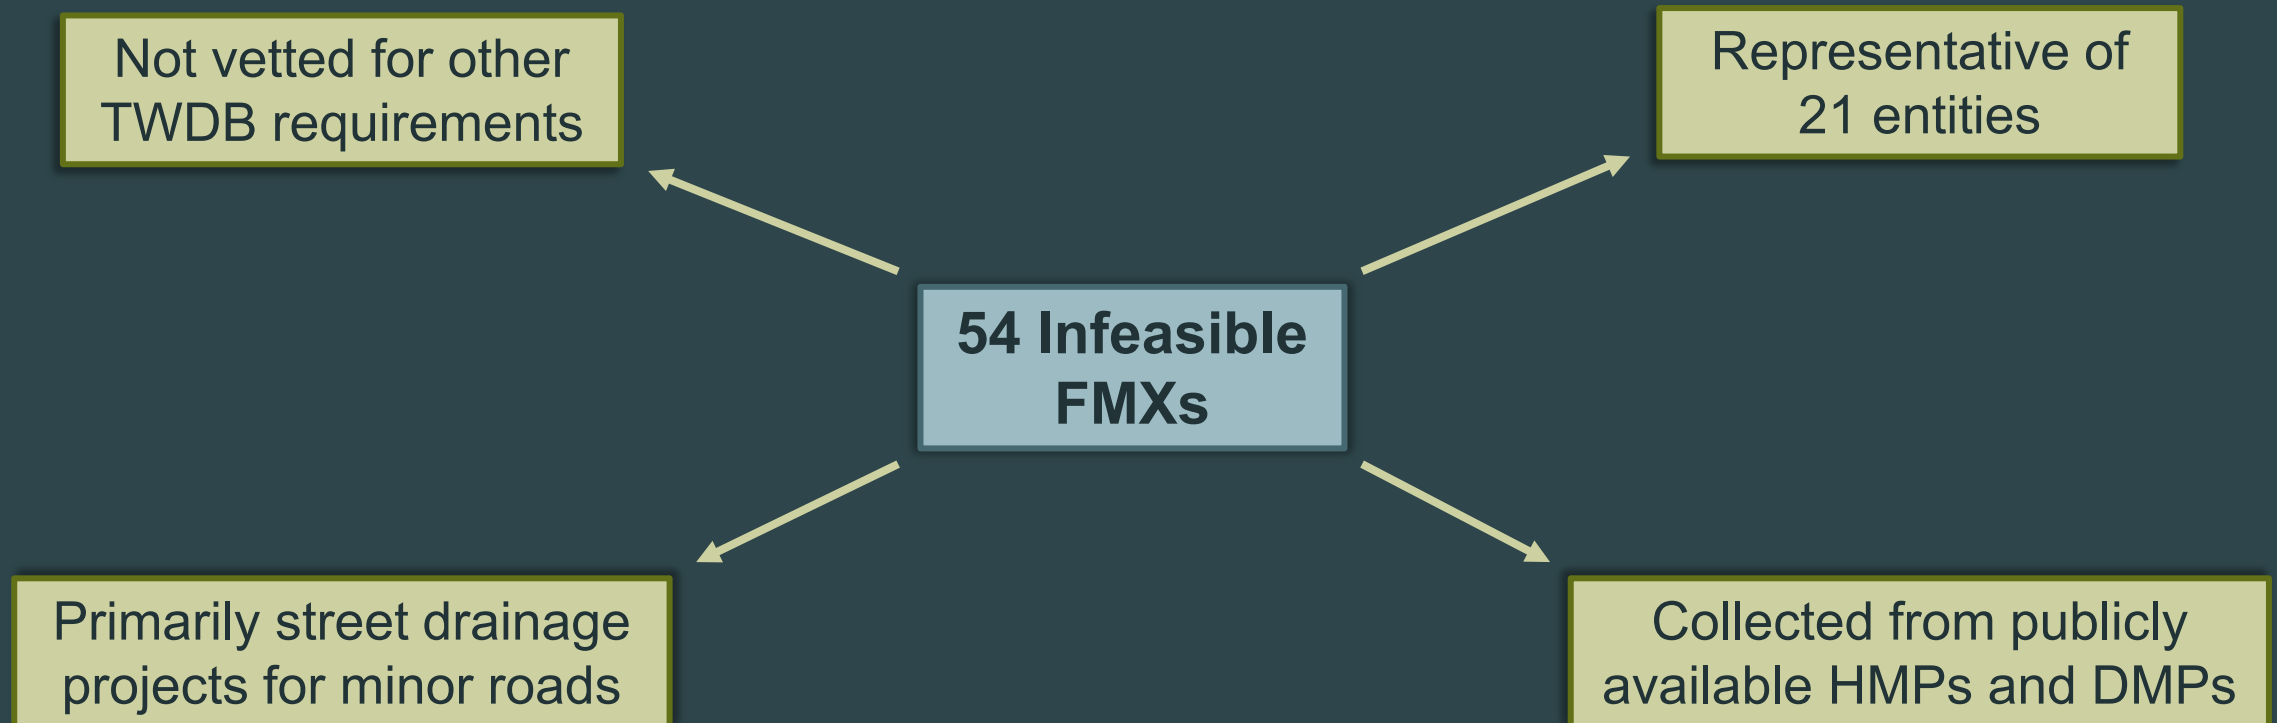 Not vetted for other
TWDB requirements
Representative of
21 entities
54 Infeasible
FMXs
Primarily street drainage
projects for minor roads
Collected from publicly
available HMPs and DMPs